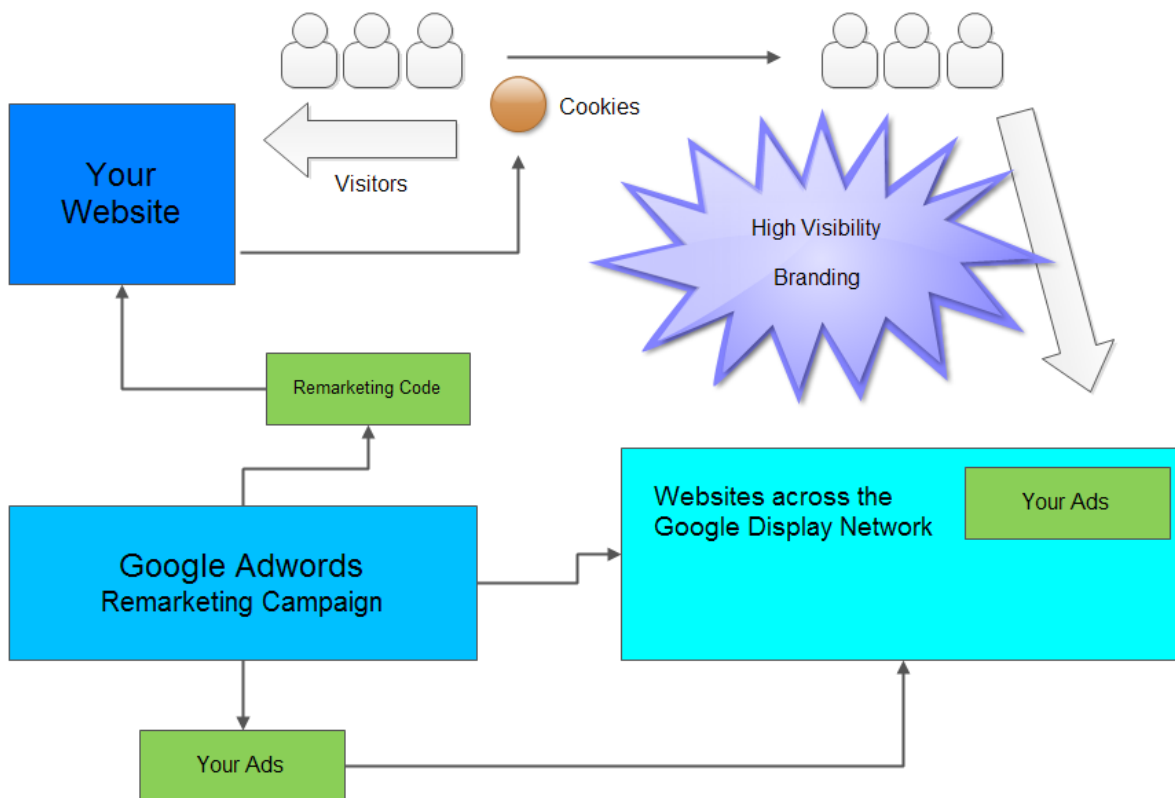 Cookies
Visitors
Your
Website
High Visibility
Branding
Remarketing Code
Google Adwords
Remarketing Campaign
Websites across the
Google Display Network
Your Ads
Your Ads